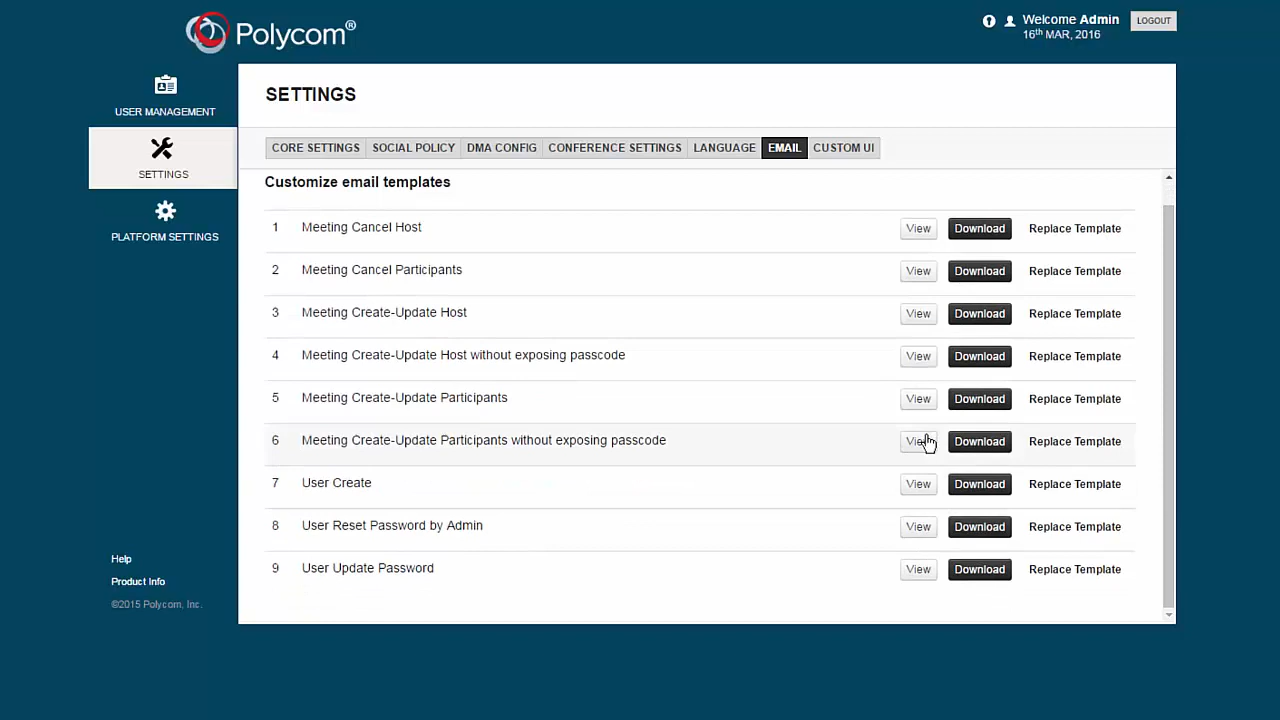 Polycom®
Welcome Admin
16th MAR, 2016
LOGOUT
USER MANAGEMENT
SETTINGS
PLATFORM SETTINGS
Help
Product Info
©2015 Polycom, Inc.
SETTINGS
CORE SETTINGS SOCIAL POLICY DMA CONFIG CONFERENCE SETTINGS LANGUAGE EMAIL CUSTOM UI
Customize email templates
1 Meeting Cancel Host View Download Replace Template
2 Meeting Cancel Participants View Download Replace Template
3 Meeting Create-Update Host View Download Replace Template
4 Meeting Create-Update Host without exposing passcode View Download Replace Template
5 Meeting Create-Update Participants View Download Replace Template
6 Meeting Create-Update Participants without exposing passcode View Download Replace Template
7 User Create View Download Replace Template
8 User Reset Password by Admin View Download Replace Template
9 User Update Password View Download Replace Template